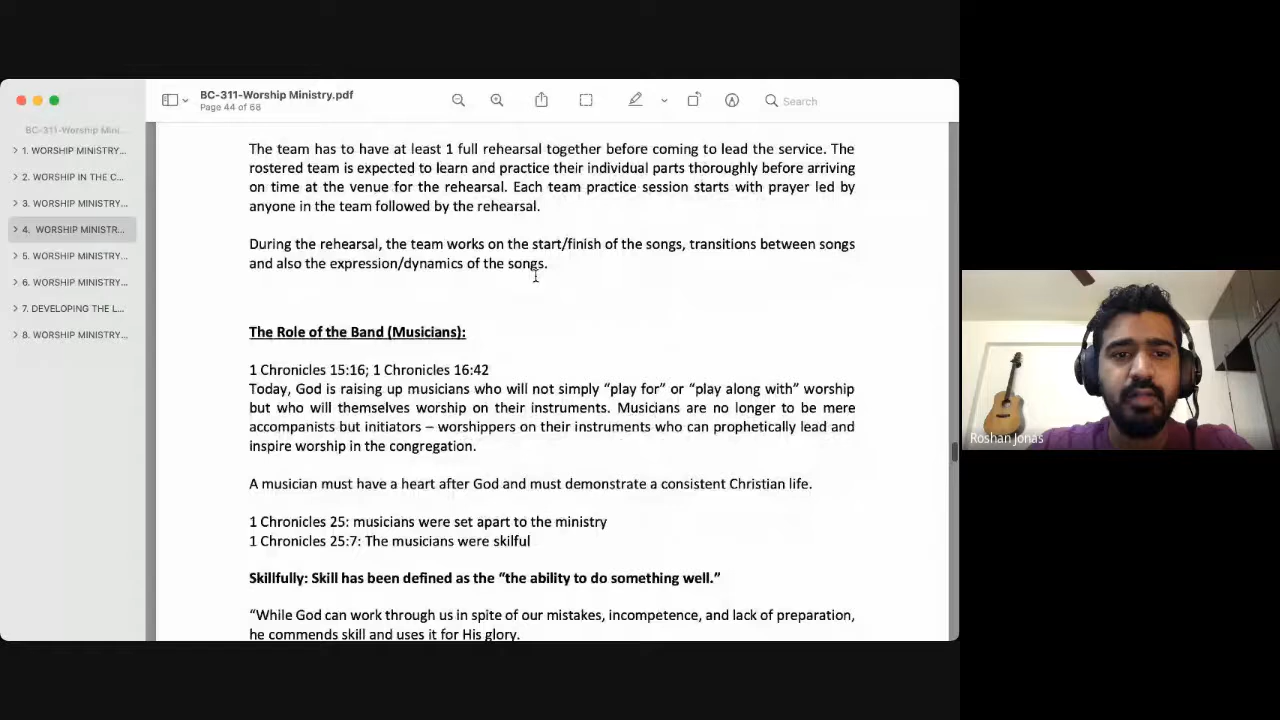 BC-311-Worship Ministry.pdf
Page 44 of 68
Search
BC-311-Worship Mini...
1. WORSHIP MINISTRY...
2. WORSHIP IN THE C...
3. WORSHIP MINISTRY...
4. WORSHIP MINISTR...
5. WORSHIP MINISTRY...
6. WORSHIP MINISTRY...
7. DEVELOPING THE L...
8. WORSHIP MINISTRY...
The team has to have at least 1 full rehearsal together before coming to lead the service. The
rostered team is expected to learn and practice their individual parts thoroughly before arriving
on time at the venue for the rehearsal. Each team practice session starts with prayer led by
anyone in the team followed by the rehearsal.
During the rehearsal, the team works on the start/finish of the songs, transitions between songs
and also the expression/dynamics of the songs.
The Role of the Band (Musicians):
1 Chronicles 15:16; 1 Chronicles 16:42
Today, God is raising up musicians who will not simply “play for” or “play along with” worship
but who will themselves worship on their instruments. Musicians are no longer to be mere
accompanists but initiators – worshippers on their instruments who can prophetically lead and
inspire worship in the congregation.
A musician must have a heart after God and must demonstrate a consistent Christian life.
1 Chronicles 25: musicians were set apart to the ministry
1 Chronicles 25:7: The musicians were skilful
Skillfully: Skill has been defined as the “the ability to do something well.”
“While God can work through us in spite of our mistakes, incompetence, and lack of preparation,
he commends skill and uses it for His glory.
Roshan Jonas